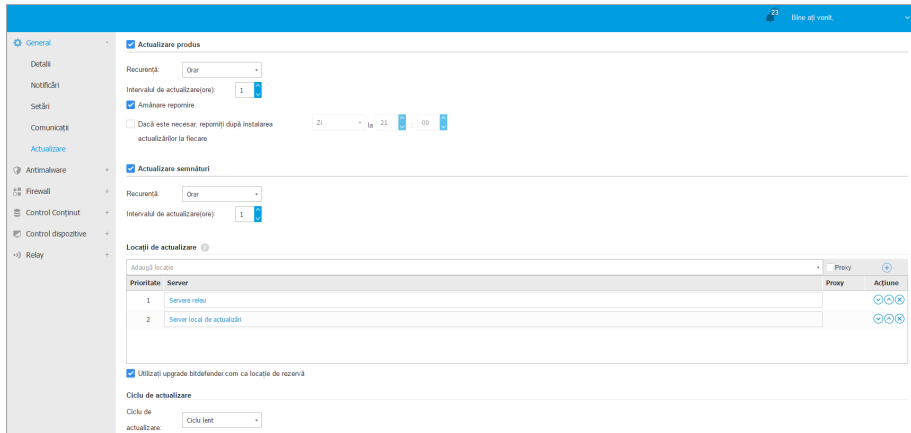 23
Bine ați venit,
General
Detalii
Notificări
Setări
Comunicații
Actualizare
Antimalware
Firewall
Control Conținut
Control dispozitive
Relay
Actualizare produs
Recurență: Orar
Intervalul de actualizare(ore): 1
Amânare repornire
Dacă este necesar, reporniți după instalarea
actualizărilor la fiecare
Zi la 21 : 00
Actualizare semnături
Recurență: Orar
Intervalul de actualizare(ore): 1
Locații de actualizare
Adaugă locație Proxy
Prioritate Server Proxy Acțiune
1 Servere releu
2 Server local de actualizări
Utilizați upgrade.bitdefender.com ca locație de rezervă
Ciclu de actualizare
Ciclu de
actualizare: Ciclu lent